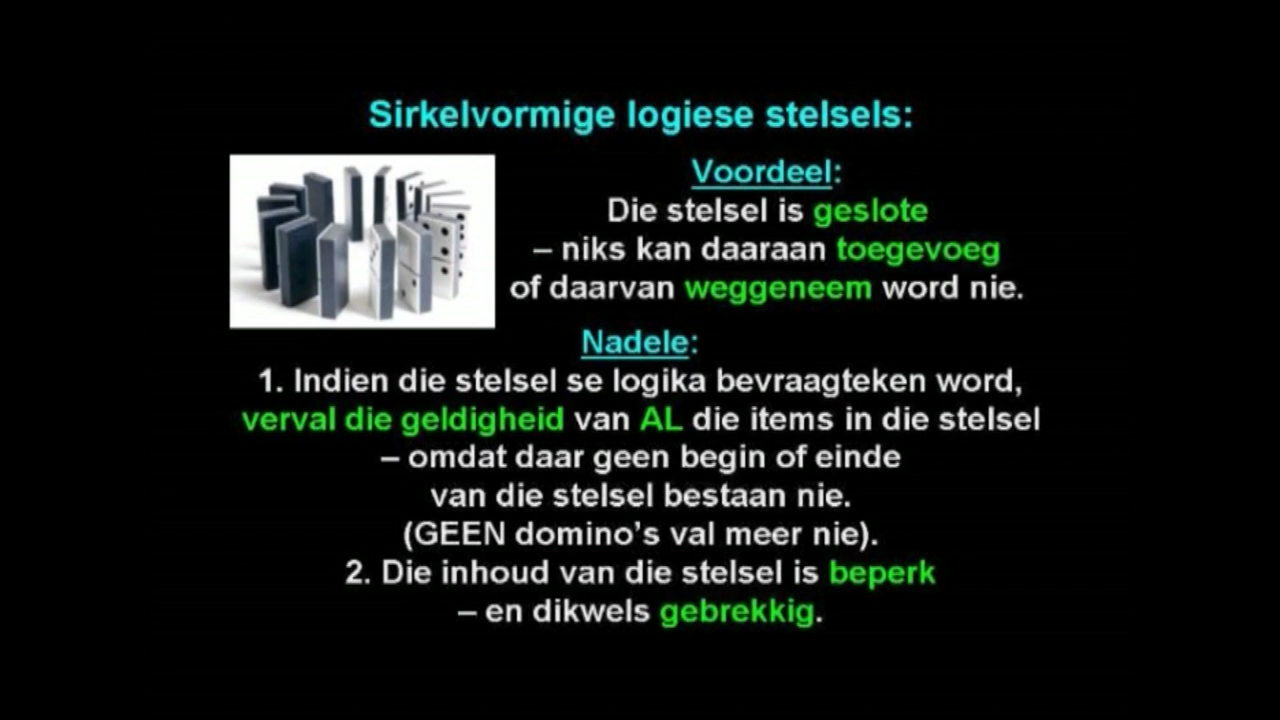 Sirkelvormige logiese stelsels:
Voordeel:
Die stelsel is geslote
– niks kan daaraan toegevoeg
of daarvan weggeneem word nie.
Nadele:
1. Indien die stelsel se logika bevraagteken word,
verval die geldigheid van AL die items in die stelsel
– omdat daar geen begin of einde
van die stelsel bestaan nie.
(GEEN domino’s val meer nie).
2. Die inhoud van die stelsel is beperk
– en dikwels gebrekkig.